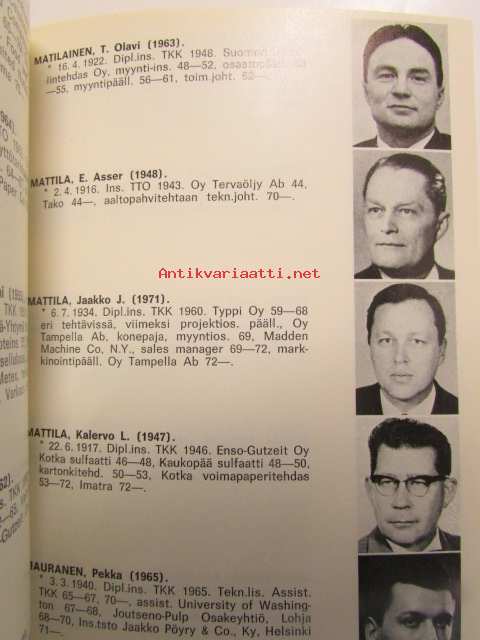 MATILAINEN, T. Olavi (1963).
* 16. 4. 1922. Dipl.ins. TKK 1948. Suomen
lintehdas Oy, myynti-ins. 48—52, osastopääll. 53
—55, myyntipääll. 56—61, toim.joht. 62—.
MATTILA, E. Asser (1948).
* 2. 4. 1916. Ins. TTO 1943. Oy Tervaöljy Ab 44,
Tako 44—, aaltopahvitehtaan tekn.joht. 70—.
Antikvariaatti.net
MATTILA, Jaakko J. (1971).
* 6. 7. 1934. Dipl.ins. TKK 1960. Typpi Oy 59—68
eri tehtävissä, viimeksi projektios. pääll., Oy
Tampella Ab, konepaja, myyntios. 69, Madden
Machine Co, N.Y., sales manager 69—72, mark-
kinointipääll. Oy Tampella Ab 72—.
MATTILA, Kalervo L. (1947).
* 22. 6. 1917. Dipl.ins. TKK 1946. Enso-Gutzeit Oy
Kotka sulfaatti 46—48, Kaukopää sulfaatti 48—50,
kartonkitehd. 50—53, Kotka voimapaperitehdas
53—72, Imatra 72—.
MAURANEN, Pekka (1965).
* 3. 3. 1940. Dipl.ins. TKK 1965. Tekn.lis. Assist.
TKK 65—67, 70—, assist. University of Washing-
ton 67—68, Joutseno-Pulp Osakeyhtiö, Lohja
68—70, Ins.tsto Jaakko Pöyry & Co, Ky, Helsinki
71—.